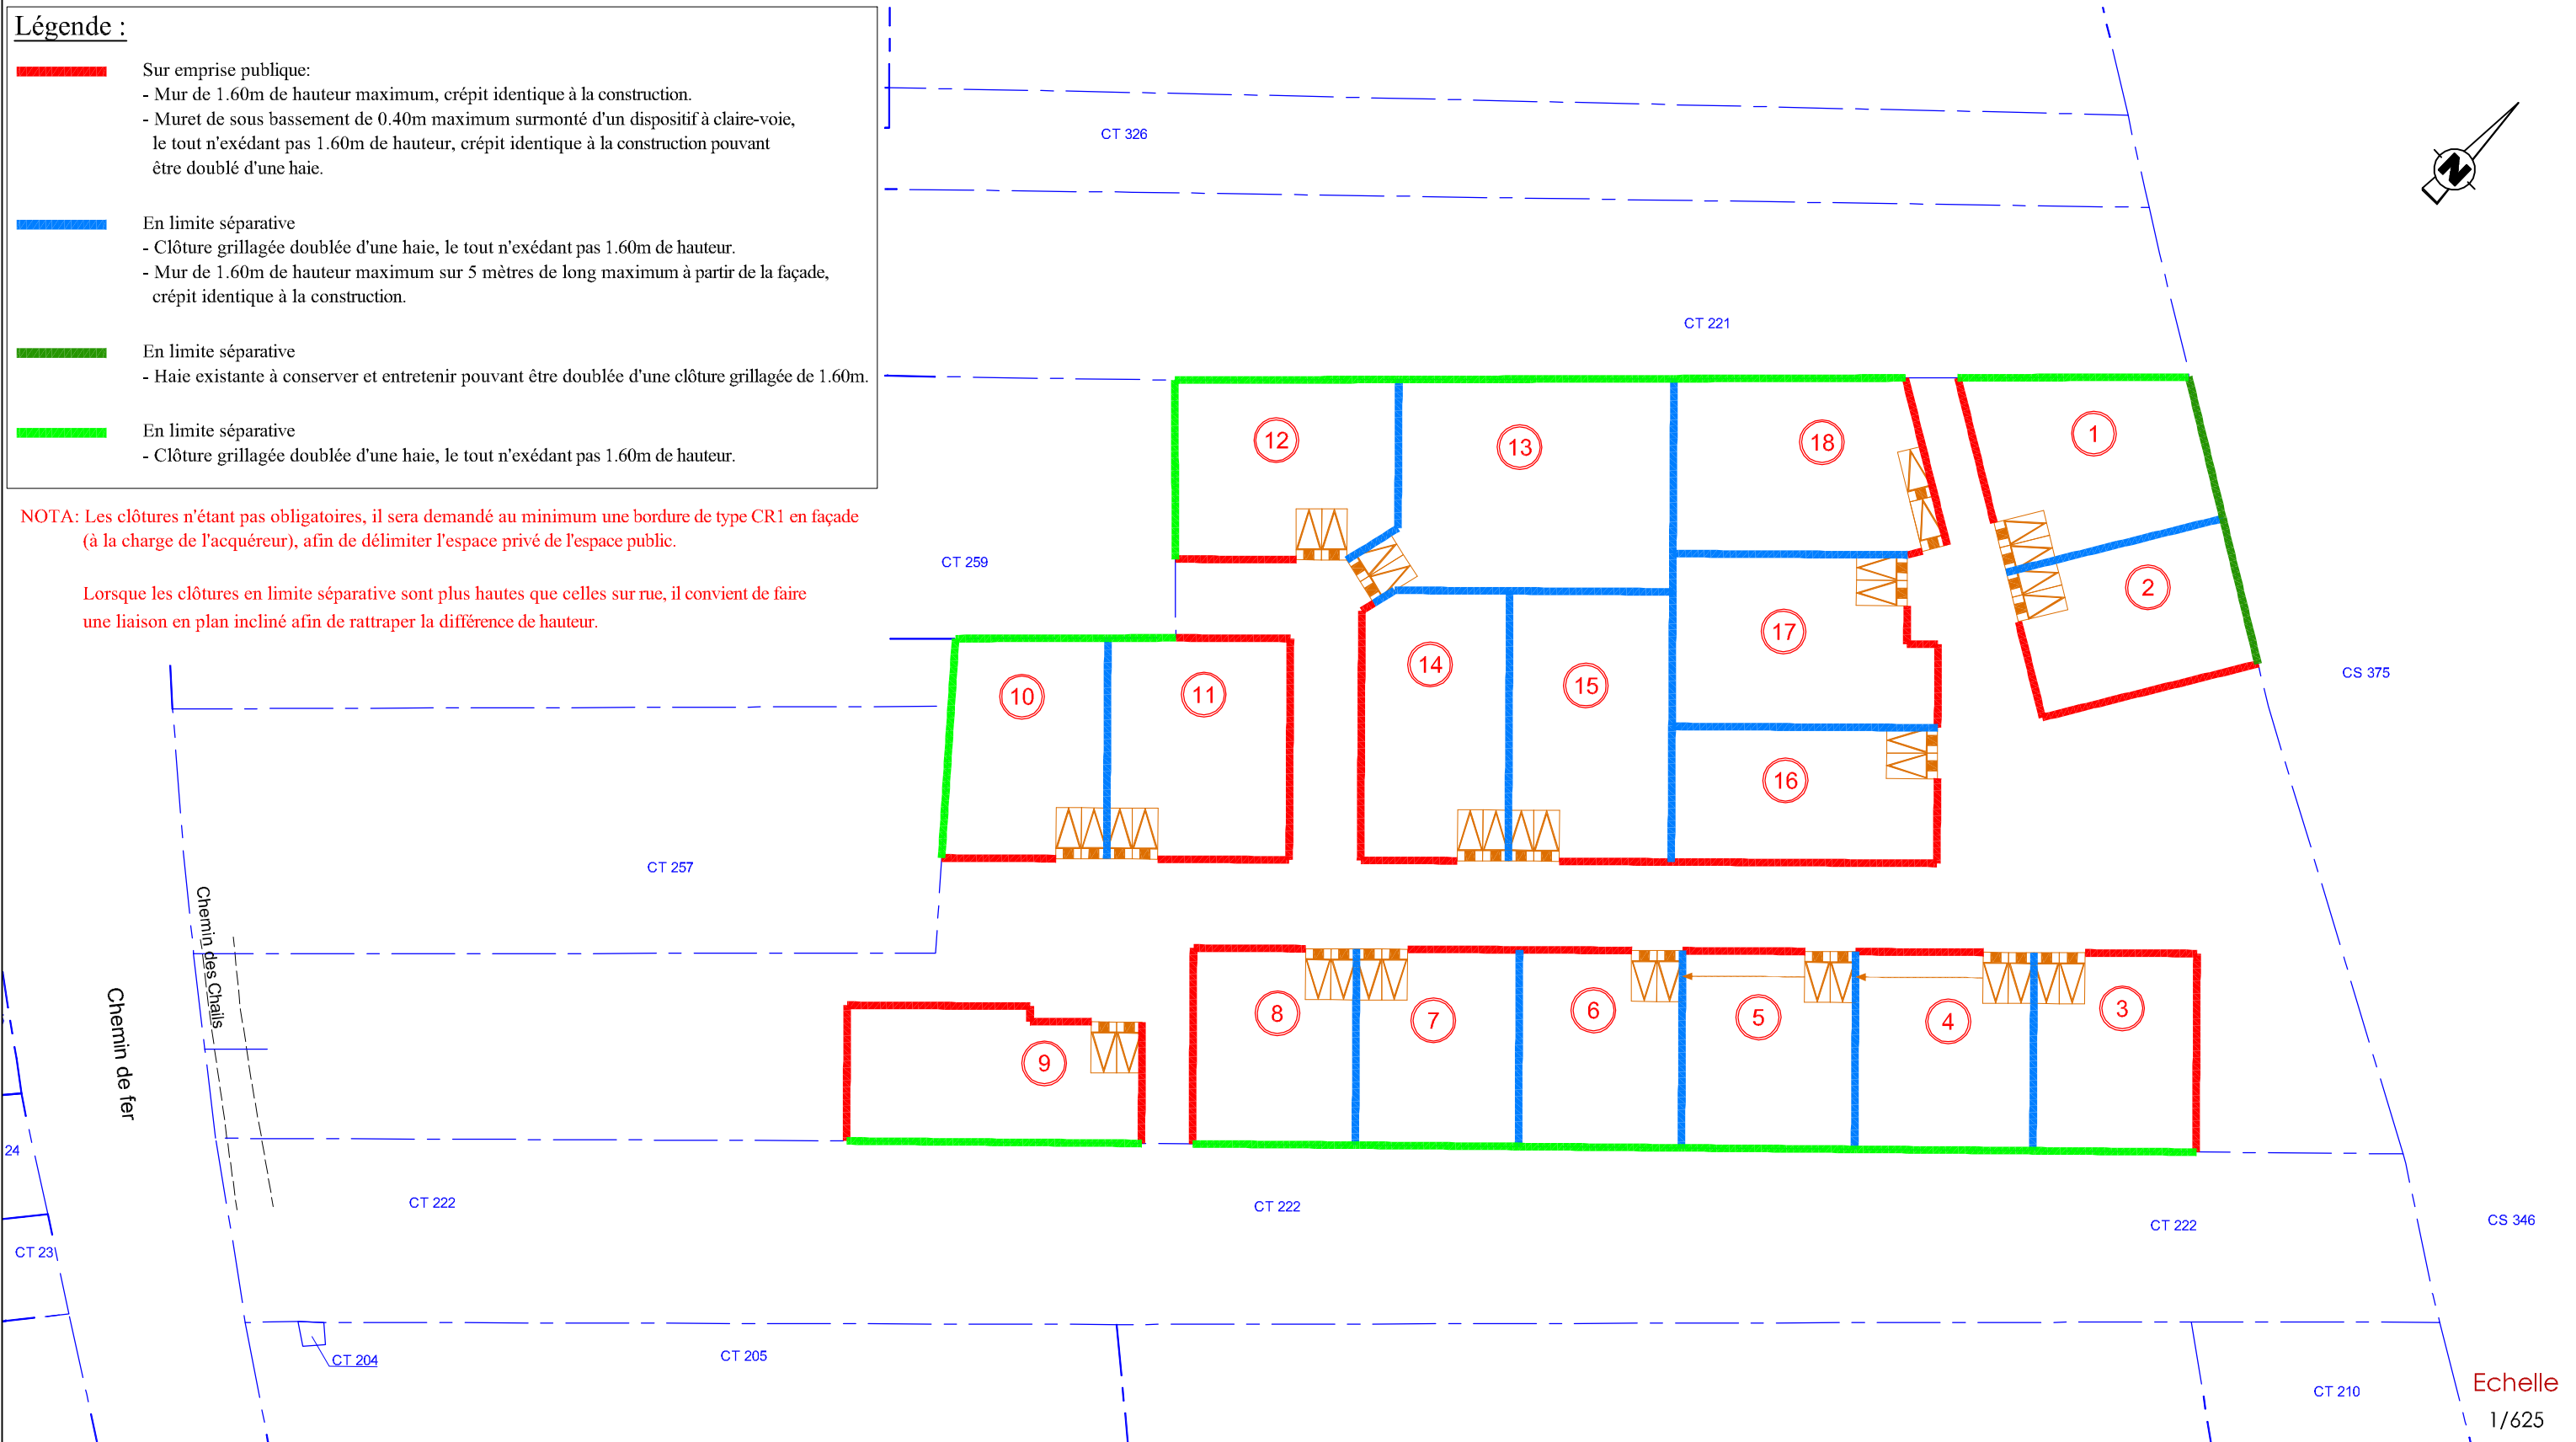 Légende :
Sur emprise publique:
- Mur de 1.60m de hauteur maximum, crépit identique à la construction.
- Muret de sous bassement de 0.40m maximum surmonté d'un dispositif à claire-voie,
le tout n'exédant pas 1.60m de hauteur, crépit identique à la construction pouvant
être doublé d'une haie.
En limite séparative
- Clôture grillagée doublée d'une haie, le tout n'exédant pas 1.60m de hauteur.
- Mur de 1.60m de hauteur maximum sur 5 mètres de long maximum à partir de la façade,
crépit identique à la construction.
En limite séparative
- Haie existante à conserver et entretenir pouvant être doublée d'une clôture grillagée de 1.60m.
En limite séparative
- Clôture grillagée doublée d'une haie, le tout n'exédant pas 1.60m de hauteur.
NOTA: Les clôtures n'étant pas obligatoires, il sera demandé au minimum une bordure de type CR1 en façade
(à la charge de l'acquéreur), afin de délimiter l'espace privé de l'espace public.
Lorsque les clôtures en limite séparative sont plus hautes que celles sur rue, il convient de faire
une liaison en plan incliné afin de rattraper la différence de hauteur.
CT 326
N
CT 221
12
13
18
1
CT 259
2
17
14
15
10
11
CS 375
16
CT 257
Chemin des Chails
Chemin de fer
8
7
6
5
4
3
9
24
CT 222
CT 222
CT 222
CS 346
CT 23
CT 204
CT 205
CT 210
Echelle
1/625